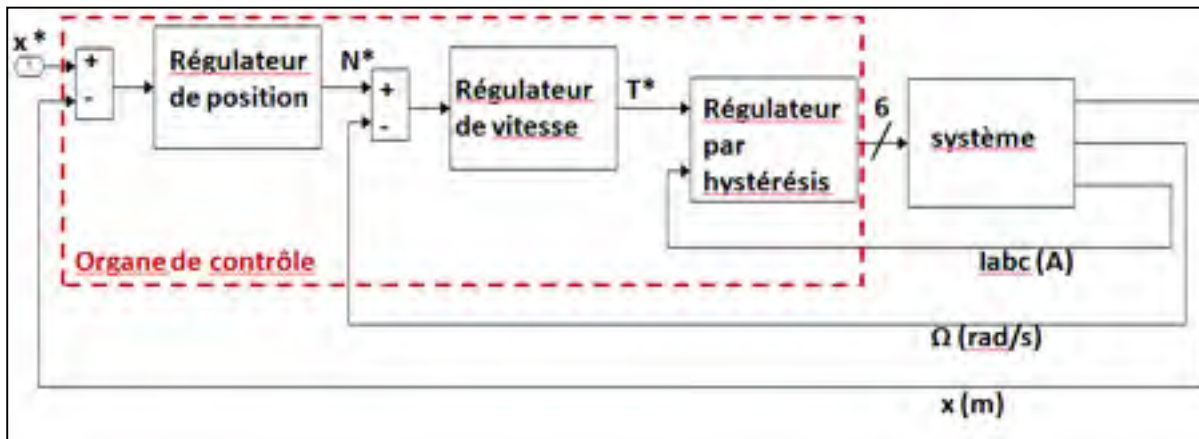 x *
+
-
Régulateur
de position
N*
+
-
Régulateur
de vitesse
T*
Régulateur
par
hystérésis
6
système
Organe de contrôle
Iabc (A)
Ω (rad/s)
x (m)